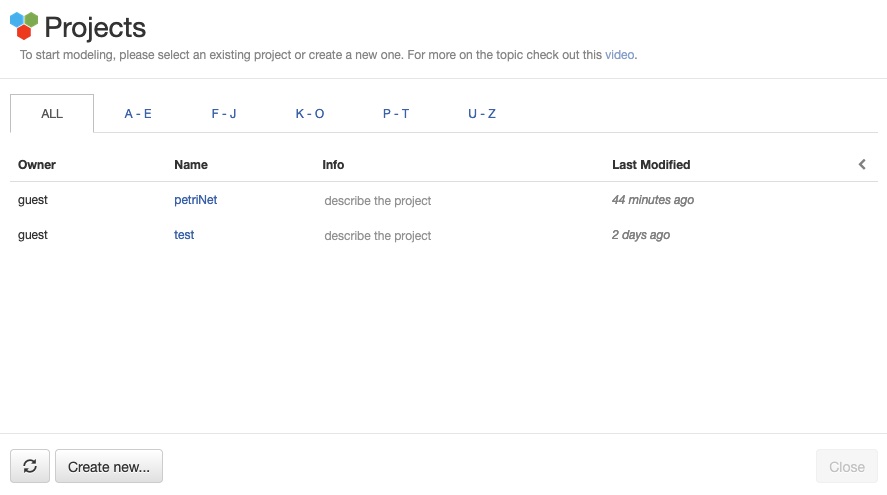 Projects
To start modeling, please select an existing project or create a new one. For more on the topic check out this video.
ALL A - E F - J K - O P - T U - Z
Owner Name Info Last Modified
guest petriNet describe the project 44 minutes ago
guest test describe the project 2 days ago
Create new... Close